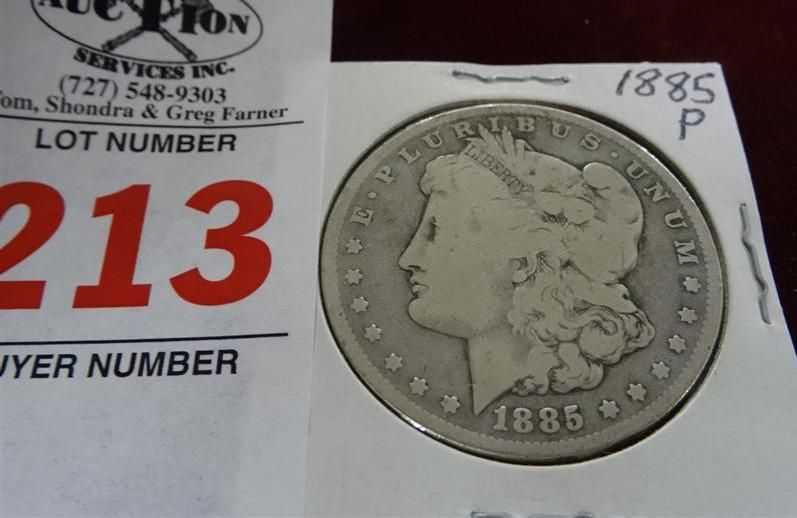 AUCTION
SERVICES INC.
(727) 548-9303
Tom, Shondra & Greg Farner
LOT NUMBER
213
UYER NUMBER
1885
P
E · PLURIBUS · UNUM
LIBERTY
1885